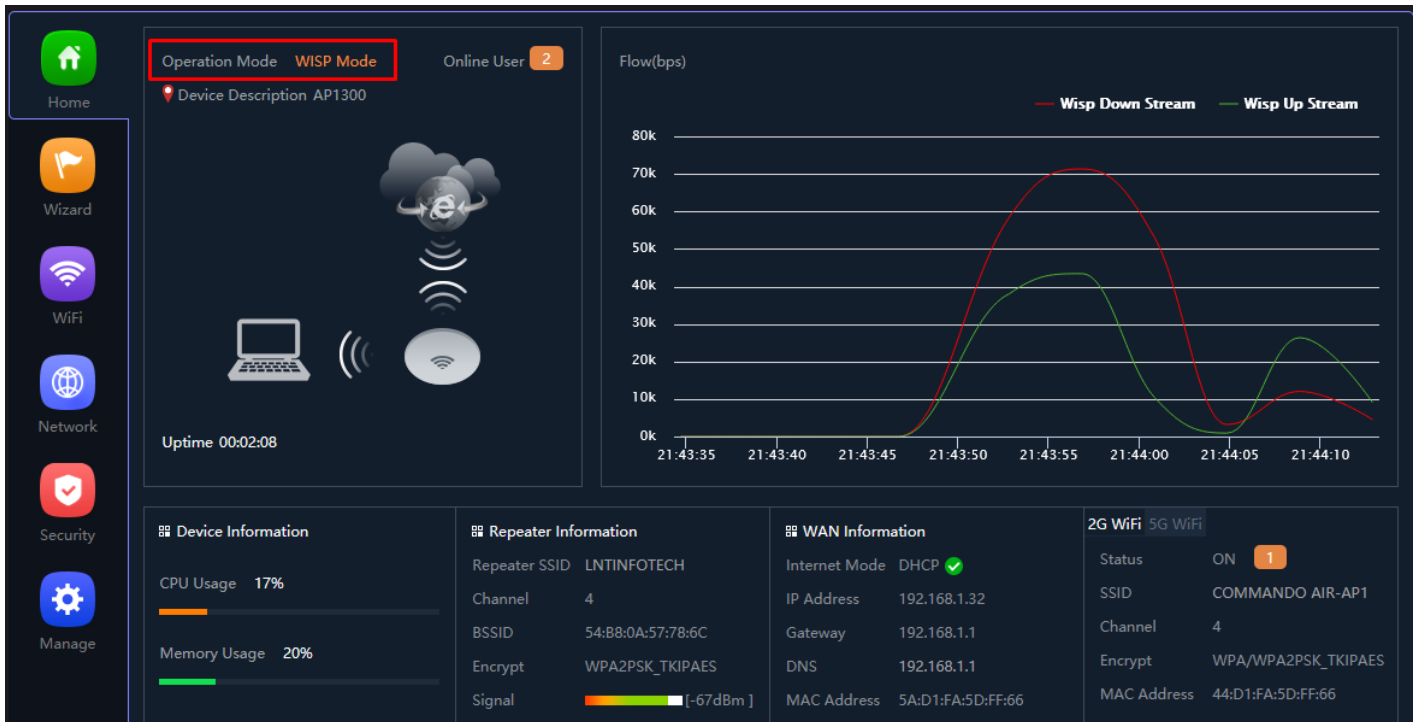 Home
Wizard
WiFi
Network
Security
Manage
Operation Mode WISP Mode
Online User 2
Device Description AP1300
Uptime 00:02:08
Flow(bps)
Wisp Down Stream Wisp Up Stream
80k
70k
60k
50k
40k
30k
20k
10k
0k
21:43:35 21:43:40 21:43:45 21:43:50 21:43:55 21:44:00 21:44:05 21:44:10
Device Information
CPU Usage 17%
Memory Usage 20%
Repeater Information
Repeater SSID LNTINFOTECH
Channel 4
BSSID 54:B8:0A:57:78:6C
Encrypt WPA2PSK_TKIPAES
Signal [-67dBm ]
WAN Information
Internet Mode DHCP
IP Address 192.168.1.32
Gateway 192.168.1.1
DNS 192.168.1.1
MAC Address 5A:D1:FA:5D:FF:66
2G WiFi 5G WiFi
Status ON 1
SSID COMMANDO AIR-AP1
Channel 4
Encrypt WPA/WPA2PSK_TKIPAES
MAC Address 44:D1:FA:5D:FF:66